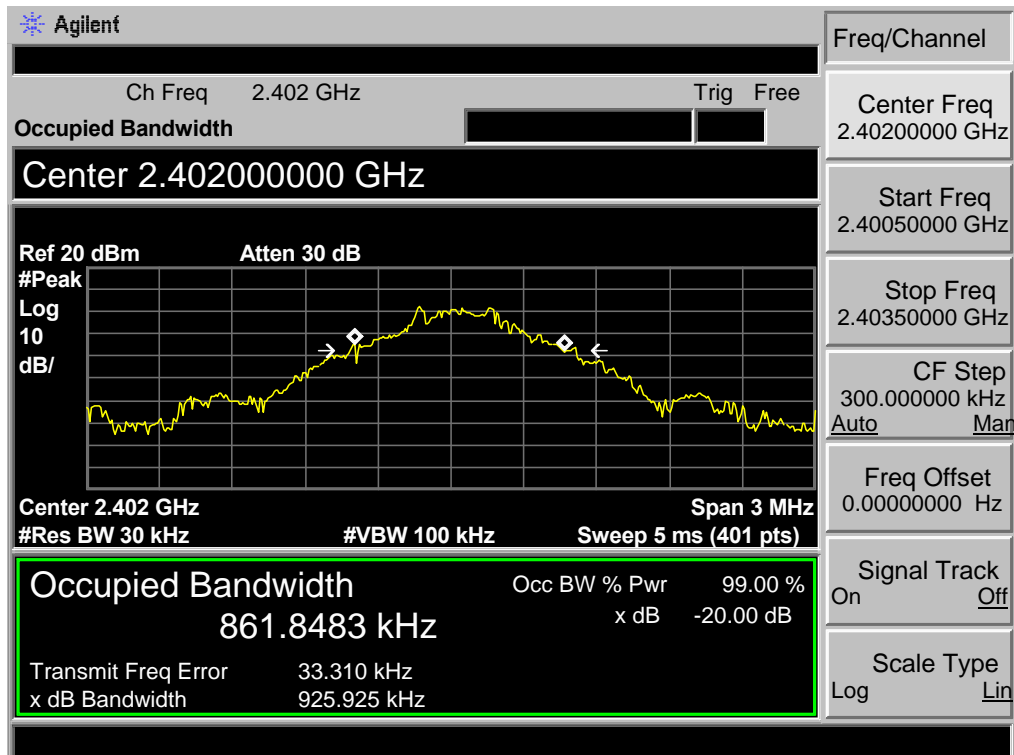 Agilent
Freq/Channel
Ch Freq 2.402 GHz Trig Free
Occupied Bandwidth
Center 2.402000000 GHz
Ref 20 dBm Atten 30 dB
#Peak
Log
10
dB/
Center 2.402 GHz Span 3 MHz
#Res BW 30 kHz #VBW 100 kHz Sweep 5 ms (401 pts)
Occupied Bandwidth
861.8483 kHz
Occ BW % Pwr 99.00 %
x dB -20.00 dB
Transmit Freq Error 33.310 kHz
x dB Bandwidth 925.925 kHz
Center Freq
2.40200000 GHz
Start Freq
2.40050000 GHz
Stop Freq
2.40350000 GHz
CF Step
300.000000 kHz
Auto Man
Freq Offset
0.00000000 Hz
Signal Track
On Off
Scale Type
Log Lin